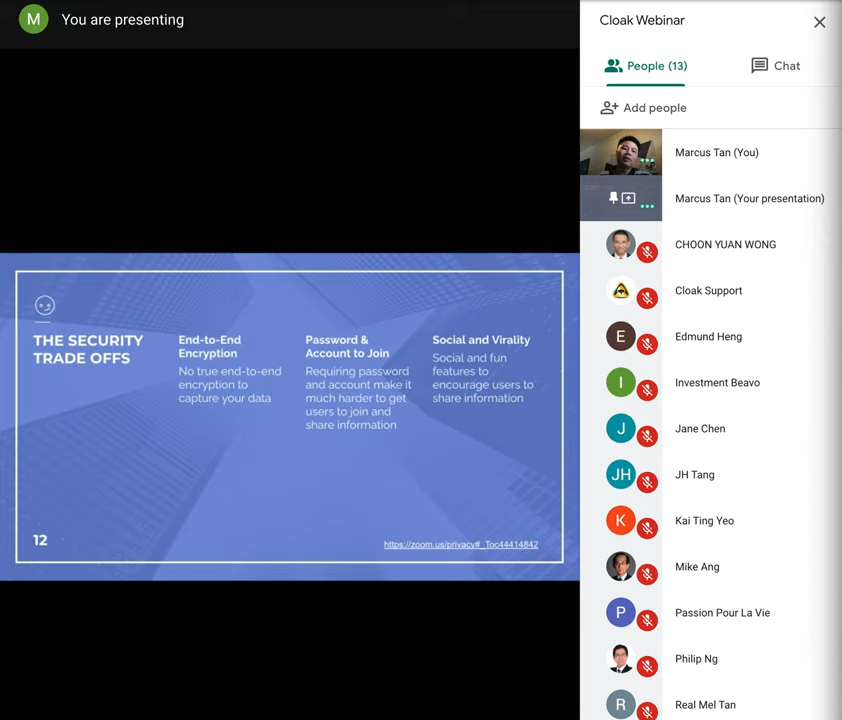 M
You are presenting
THE SECURITY
TRADE OFFS
End-to-End
Encryption
No true end-to-end
encryption to
capture your data
Password &
Account to Join
Requiring password
and account make it
much harder to get
users to join and
share information
Social and Virality
Social and fun
features to
encourage users to
share information
12
https://zoom.us/privacy#_Toc44414842
Cloak Webinar
People (13)
Chat
Add people
Marcus Tan (You)
Marcus Tan (Your presentation)
CHOON YUAN WONG
Cloak Support
E
Edmund Heng
I
Investment Beavo
J
Jane Chen
JH
JH Tang
K
Kai Ting Yeo
Mike Ang
P
Passion Pour La Vie
Philip Ng
R
Real Mel Tan